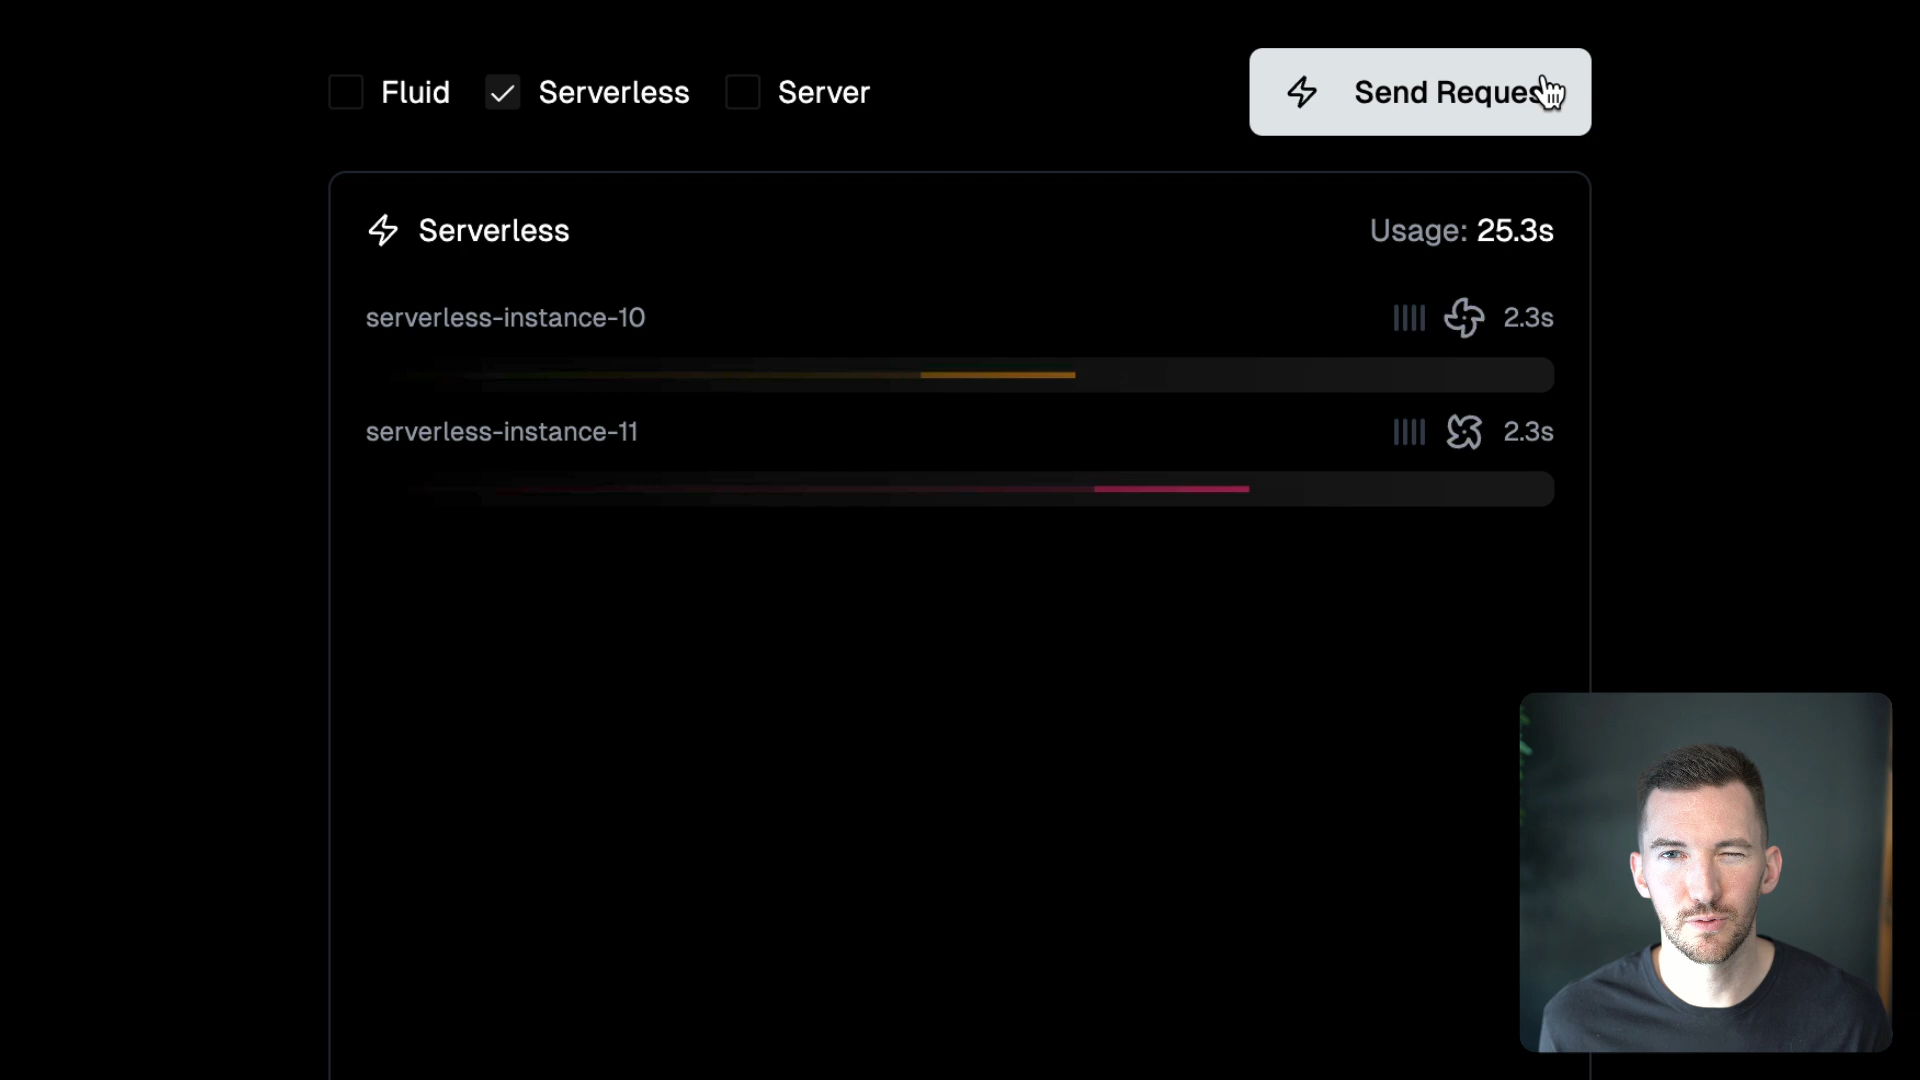 Fluid Serverless Server Send Reques
Serverless Usage: 25.3s
serverless-instance-10 2.3s
serverless-instance-11 2.3s